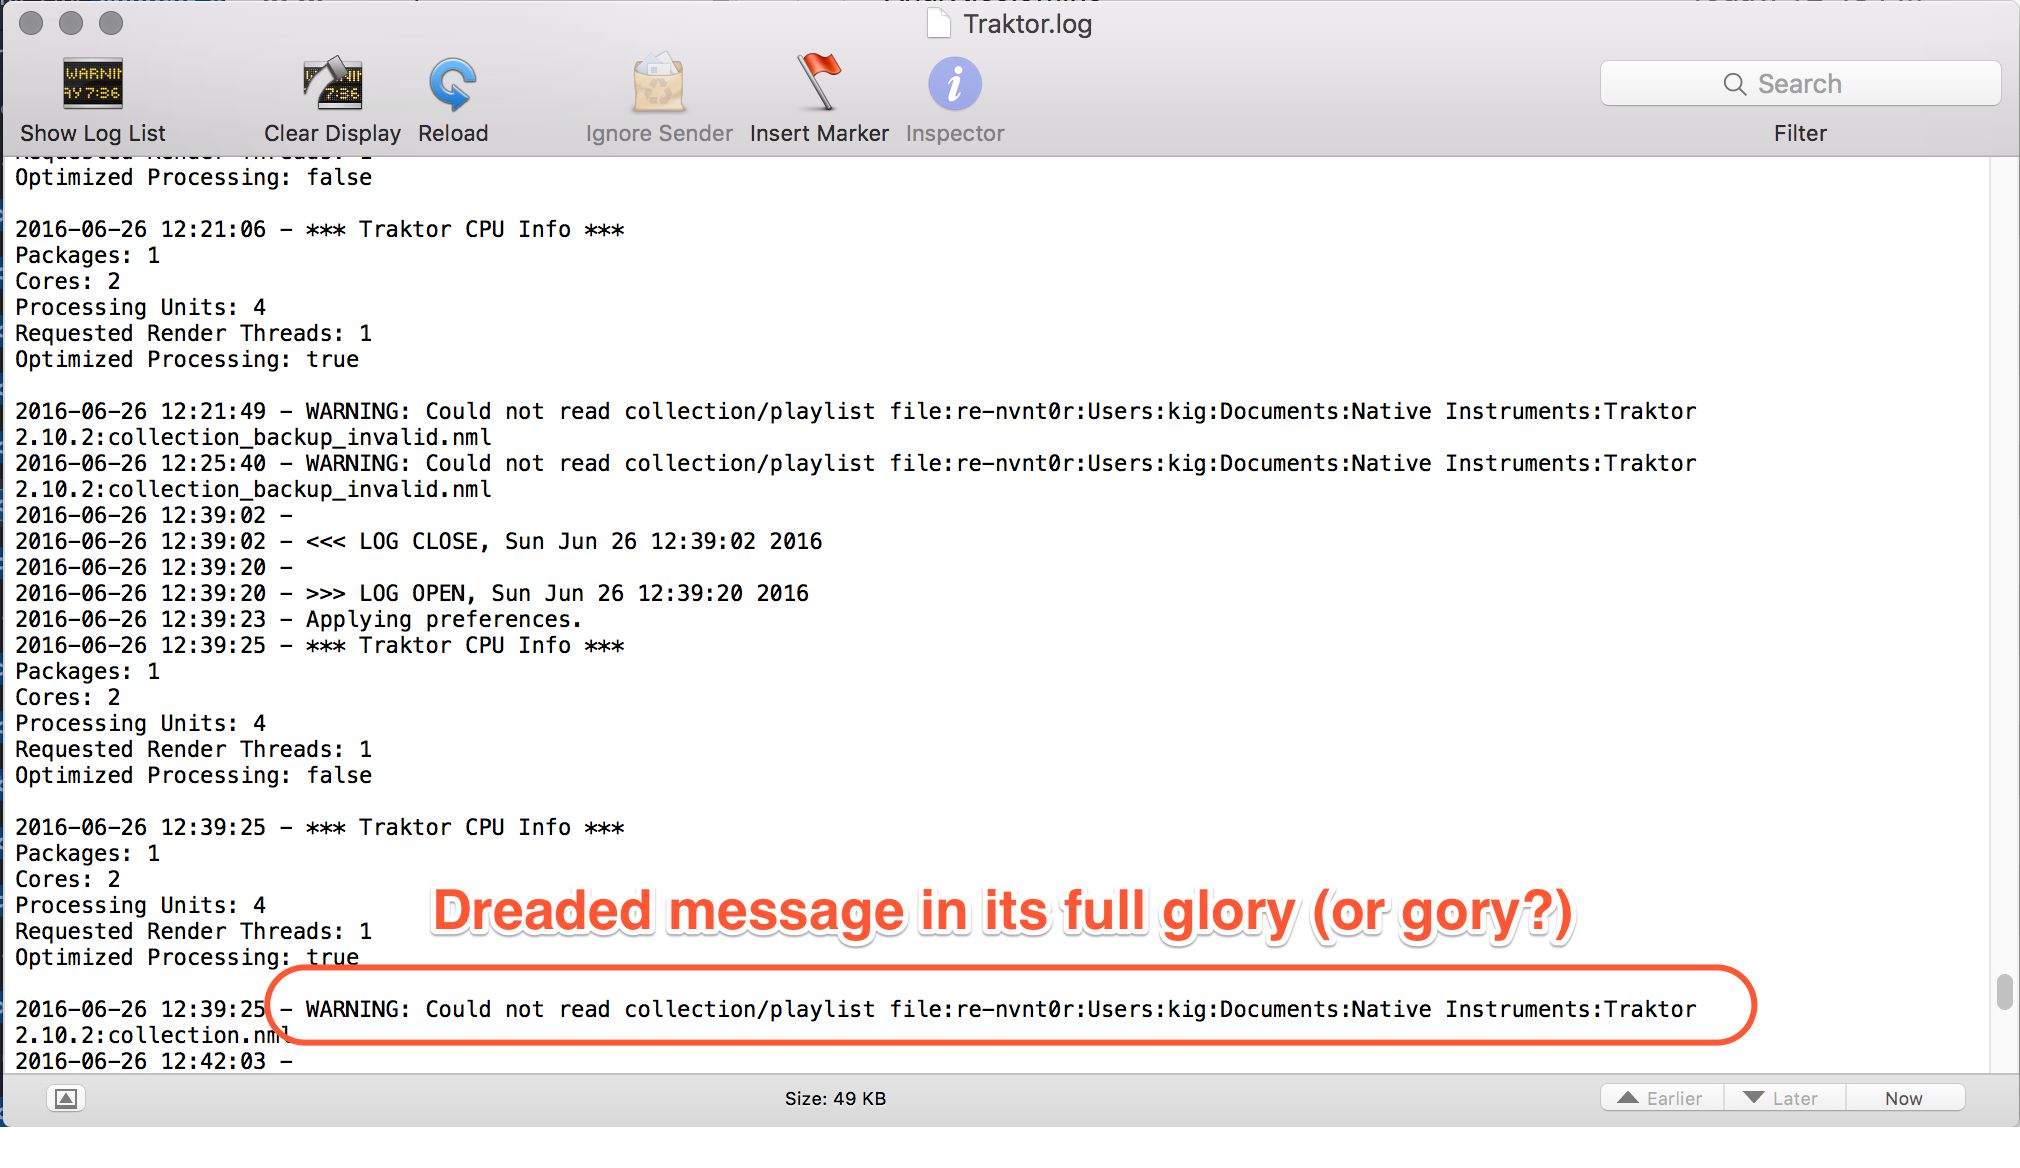 Traktor.log
WARNIN
AY 7:36
7:36
Show Log List
Clear Display
Reload
Ignore Sender
Insert Marker
Inspector
Search
Filter
Requested Render Threads: 1
Optimized Processing: false
2016-06-26 12:21:06 - *** Traktor CPU Info ***
Packages: 1
Cores: 2
Processing Units: 4
Requested Render Threads: 1
Optimized Processing: true
2016-06-26 12:21:49 - WARNING: Could not read collection/playlist file:re-nvnt0r:Users:kig:Documents:Native Instruments:Traktor
2.10.2:collection_backup_invalid.nml
2016-06-26 12:25:40 - WARNING: Could not read collection/playlist file:re-nvnt0r:Users:kig:Documents:Native Instruments:Traktor
2.10.2:collection_backup_invalid.nml
2016-06-26 12:39:02 -
2016-06-26 12:39:02 - <<< LOG CLOSE, Sun Jun 26 12:39:02 2016
2016-06-26 12:39:20 -
2016-06-26 12:39:20 - >>> LOG OPEN, Sun Jun 26 12:39:20 2016
2016-06-26 12:39:23 - Applying preferences.
2016-06-26 12:39:25 - *** Traktor CPU Info ***
Packages: 1
Cores: 2
Processing Units: 4
Requested Render Threads: 1
Optimized Processing: false
2016-06-26 12:39:25 - *** Traktor CPU Info ***
Packages: 1
Cores: 2
Processing Units: 4
Requested Render Threads: 1
Optimized Processing: true
Dreaded message in its full glory (or gory?)
2016-06-26 12:39:25 - WARNING: Could not read collection/playlist file:re-nvnt0r:Users:kig:Documents:Native Instruments:Traktor
2.10.2:collection.nml
2016-06-26 12:42:03 -
Size: 49 KB
Earlier
Later
Now